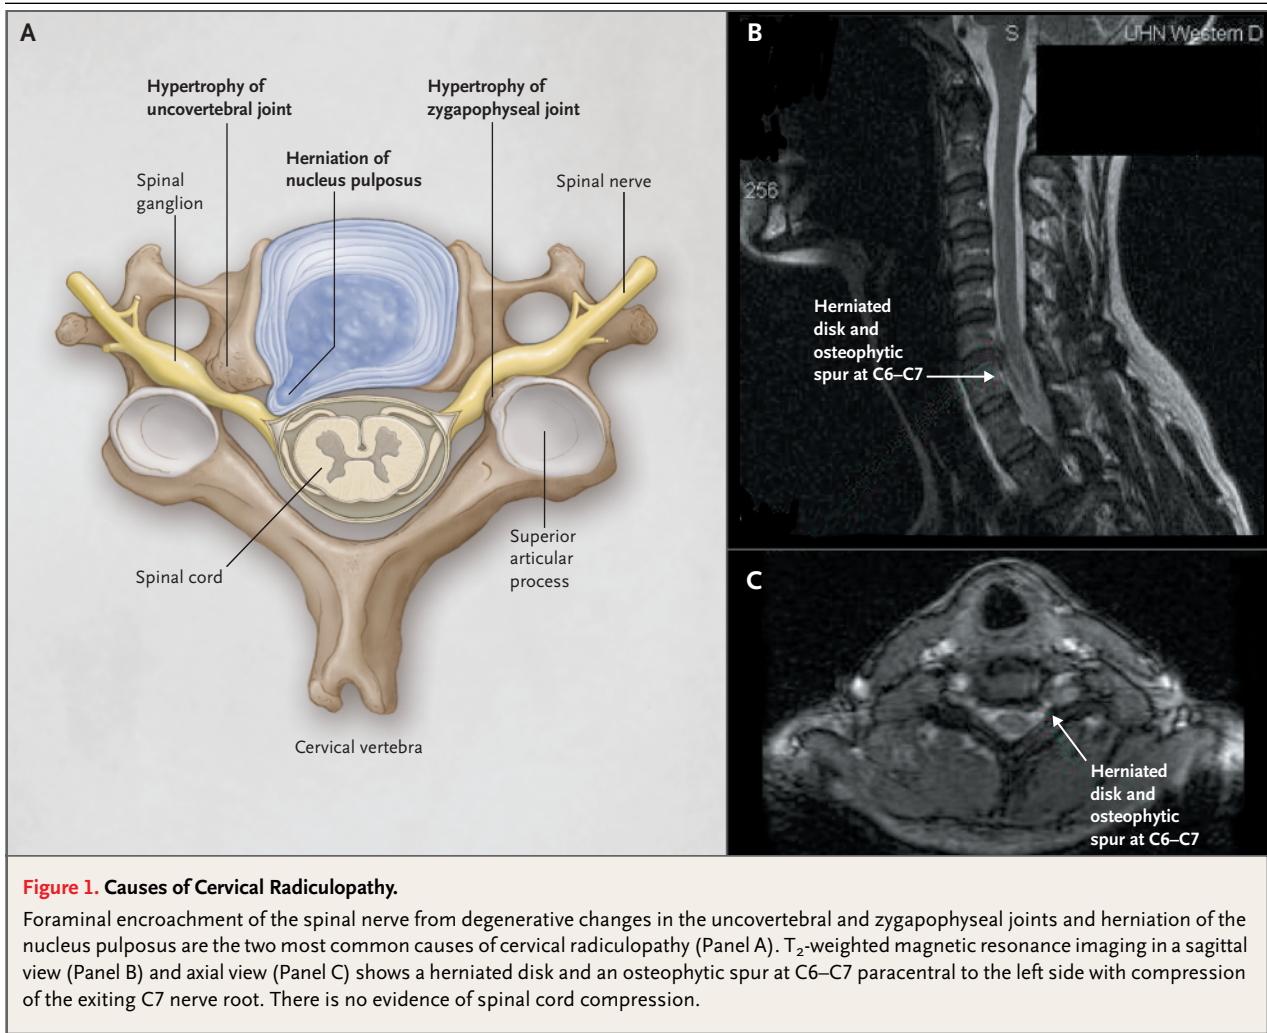 A
Hypertrophy of
uncovertebral joint
Hypertrophy of
zygapophyseal joint
Herniation of
nucleus pulposus
Spinal
ganglion
Spinal nerve
Spinal cord
Superior
articular
process
Cervical vertebra
B
S
UHN Western D
256
Herniated
disk and
osteophytic
spur at C6–C7
C
Herniated
disk and
osteophytic
spur at C6–C7
Figure 1. Causes of Cervical Radiculopathy.
Foraminal encroachment of the spinal nerve from degenerative changes in the uncovertebral and zygapophyseal joints and herniation of the
nucleus pulposus are the two most common causes of cervical radiculopathy (Panel A). T₂-weighted magnetic resonance imaging in a sagittal
view (Panel B) and axial view (Panel C) shows a herniated disk and an osteophytic spur at C6–C7 paracentral to the left side with compression
of the exiting C7 nerve root. There is no evidence of spinal cord compression.